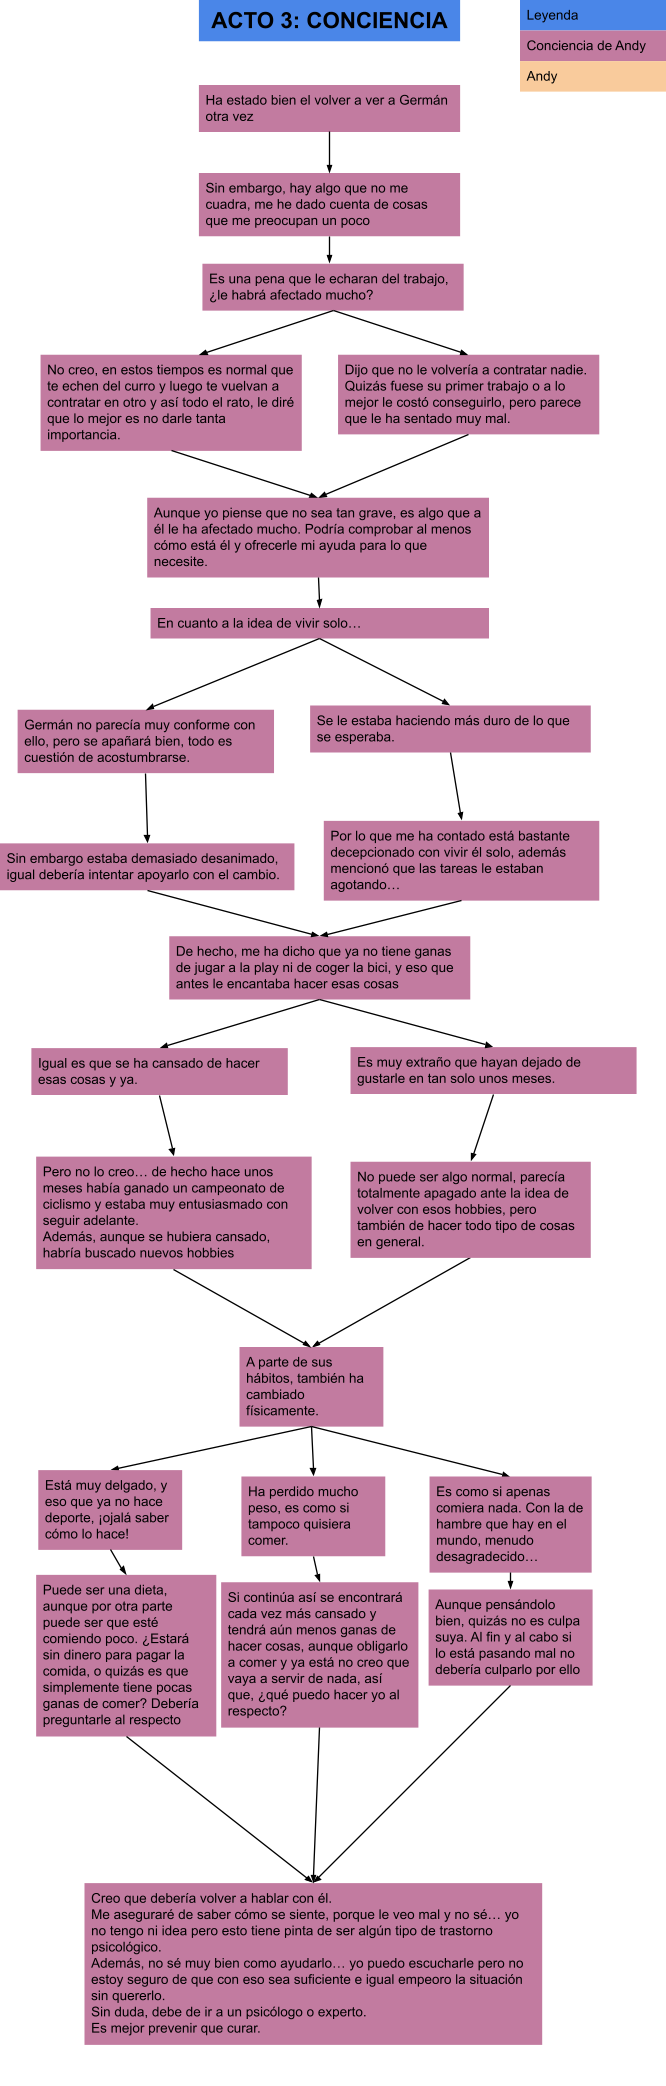 ACTO 3: CONCIENCIA
Leyenda
Conciencia de Andy
Andy
Ha estado bien el volver a ver a Germán
otra vez
Sin embargo, hay algo que no me
cuadra, me he dado cuenta de cosas
que me preocupan un poco
Es una pena que le echaran del trabajo,
¿le habrá afectado mucho?
No creo, en estos tiempos es normal que
te echen del curro y luego te vuelvan a
contratar en otro y así todo el rato, le diré
que lo mejor es no darle tanta
importancia.
Dijo que no le volvería a contratar nadie.
Quizás fuese su primer trabajo o a lo
mejor le costó conseguirlo, pero parece
que le ha sentado muy mal.
Aunque yo piense que no sea tan grave, es algo que a
él le ha afectado mucho. Podría comprobar al menos
cómo está él y ofrecerle mi ayuda para lo que
necesite.
En cuanto a la idea de vivir solo…
Germán no parecía muy conforme con
ello, pero se apañará bien, todo es
cuestión de acostumbrarse.
Se le estaba haciendo más duro de lo que
se esperaba.
Sin embargo estaba demasiado desanimado,
igual debería intentar apoyarlo con el cambio.
Por lo que me ha contado está bastante
decepcionado con vivir él solo, además
mencionó que las tareas le estaban
agotando…
De hecho, me ha dicho que ya no tiene ganas
de jugar a la play ni de coger la bici, y eso que
antes le encantaba hacer esas cosas
Igual es que se ha cansado de hacer
esas cosas y ya.
Es muy extraño que hayan dejado de
gustarle en tan solo unos meses.
Pero no lo creo… de hecho hace unos
meses había ganado un campeonato de
ciclismo y estaba muy entusiasmado con
seguir adelante.
Además, aunque se hubiera cansado,
habría buscado nuevos hobbies
No puede ser algo normal, parecía
totalmente apagado ante la idea de
volver con esos hobbies, pero
también de hacer todo tipo de cosas
en general.
A parte de sus
hábitos, también ha
cambiado
físicamente.
Está muy delgado, y
eso que ya no hace
deporte, ¡ojalá saber
cómo lo hace!
Ha perdido mucho
peso, es como si
tampoco quisiera
comer.
Es como si apenas
comiera nada. Con la de
hambre que hay en el
mundo, menudo
desagradecido…
Puede ser una dieta,
aunque por otra parte
puede ser que esté
comiendo poco. ¿Estará
sin dinero para pagar la
comida, o quizás es que
simplemente tiene pocas
ganas de comer? Debería
preguntarle al respecto
Si continúa así se encontrará
cada vez más cansado y
tendrá aún menos ganas de
hacer cosas, aunque obligarlo
a comer y ya está no creo que
vaya a servir de nada, así
que, ¿qué puedo hacer yo al
respecto?
Aunque pensándolo
bien, quizás no es culpa
suya. Al fin y al cabo si
lo está pasando mal no
debería culparlo por ello
Creo que debería volver a hablar con él.
Me aseguraré de saber cómo se siente, porque le veo mal y no sé… yo
no tengo ni idea pero esto tiene pinta de ser algún tipo de trastorno
psicológico.
Además, no sé muy bien como ayudarlo… yo puedo escucharle pero no
estoy seguro de que con eso sea suficiente e igual empeoro la situación
sin quererlo.
Sin duda, debe de ir a un psicólogo o experto.
Es mejor prevenir que curar.